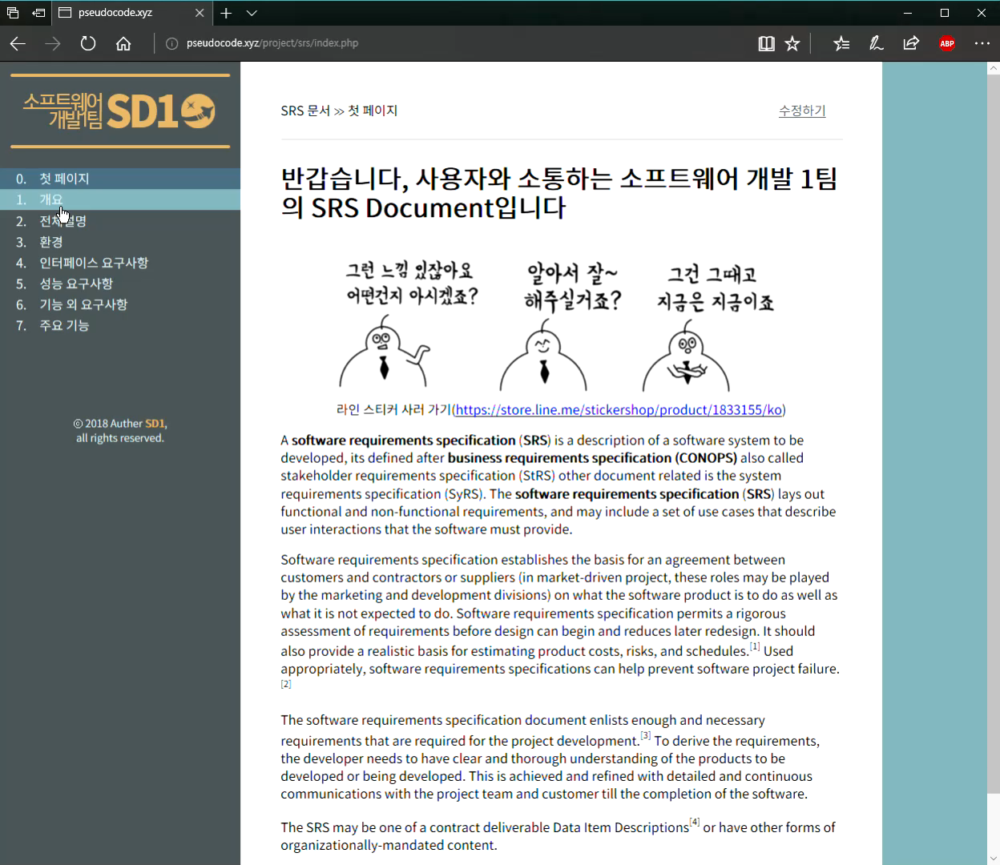 pseudocode.xyz
pseudocode.xyz/project/srs/index.php
ABP
소프트웨어
개발1팀
SD1
0. 첫 페이지
1. 개요
2. 전체설명
3. 환경
4. 인터페이스 요구사항
5. 성능 요구사항
6. 기능 외 요구사항
7. 주요 기능
© 2018 Auther SD1,
all rights reserved.
SRS 문서 >> 첫 페이지
수정하기
반갑습니다, 사용자와 소통하는 소프트웨어 개발 1팀
의 SRS Document입니다
그런 느낌 있잖아요
어떤건지 아시겠죠?
알아서 잘~
해주실거죠?
그건 그때고
지금은 지금이죠
라인 스티커 사러 가기(https://store.line.me/stickershop/product/1833155/ko)
A software requirements specification (SRS) is a description of a software system to be
developed, its defined after business requirements specification (CONOPS) also called
stakeholder requirements specification (StRS) other document related is the system
requirements specification (SyRS). The software requirements specification (SRS) lays out
functional and non-functional requirements, and may include a set of use cases that describe
user interactions that the software must provide.
Software requirements specification establishes the basis for an agreement between
customers and contractors or suppliers (in market-driven project, these roles may be played
by the marketing and development divisions) on what the software product is to do as well as
what it is not expected to do. Software requirements specification permits a rigorous
assessment of requirements before design can begin and reduces later redesign. It should
also provide a realistic basis for estimating product costs, risks, and schedules.[1] Used
appropriately, software requirements specifications can help prevent software project failure.
[2]
The software requirements specification document enlists enough and necessary
requirements that are required for the project development.[3] To derive the requirements,
the developer needs to have clear and thorough understanding of the products to be
developed or being developed. This is achieved and refined with detailed and continuous
communications with the project team and customer till the completion of the software.
The SRS may be one of a contract deliverable Data Item Descriptions[4] or have other forms of
organizationally-mandated content.